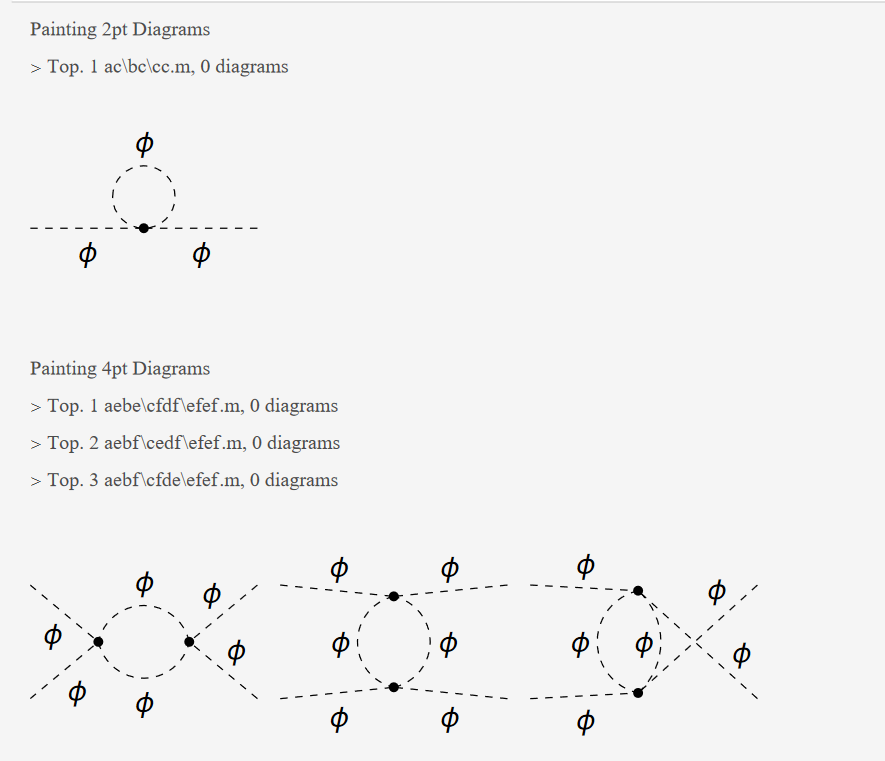 Painting 2pt Diagrams
> Top. 1 ac\bc\cc.m, 0 diagrams
ϕ
ϕ ϕ
Painting 4pt Diagrams
> Top. 1 aebe\cfdf\efef.m, 0 diagrams
> Top. 2 aebf\cedf\efef.m, 0 diagrams
> Top. 3 aebf\cfde\efef.m, 0 diagrams
ϕ ϕ ϕ ϕ ϕ ϕ
ϕ ϕ ϕ ϕ ϕ ϕ ϕ
ϕ ϕ ϕ ϕ ϕ